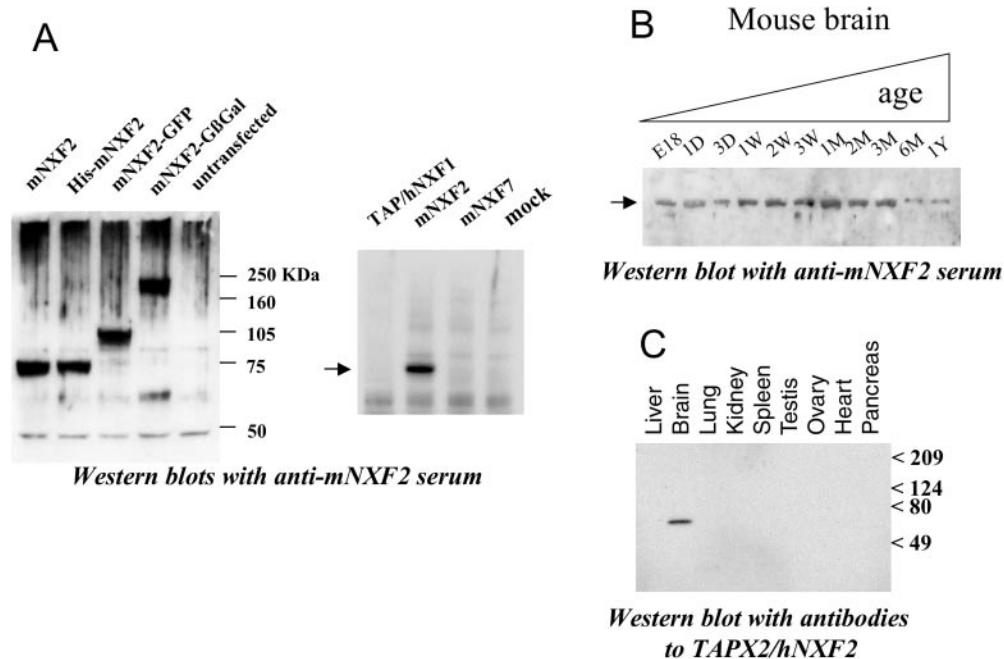 A
mNXF2
His-mNXF2
mNXF2-GFP
mNXF2-GßGal
untransfected
250 KDa
160
105
75
50
TAP/hNXF1
mNXF2
mNXF7
mock
Western blots with anti-mNXF2 serum
B
Mouse brain
age
E18 1D 3D 1W 2W 3W 1M 2M 3M 6M 1Y
Western blot with anti-mNXF2 serum
C
Liver
Brain
Lung
Kidney
Spleen
Testis
Ovary
Heart
Pancreas
< 209
< 124
< 80
< 49
Western blot with antibodies
to TAPX2/hNXF2